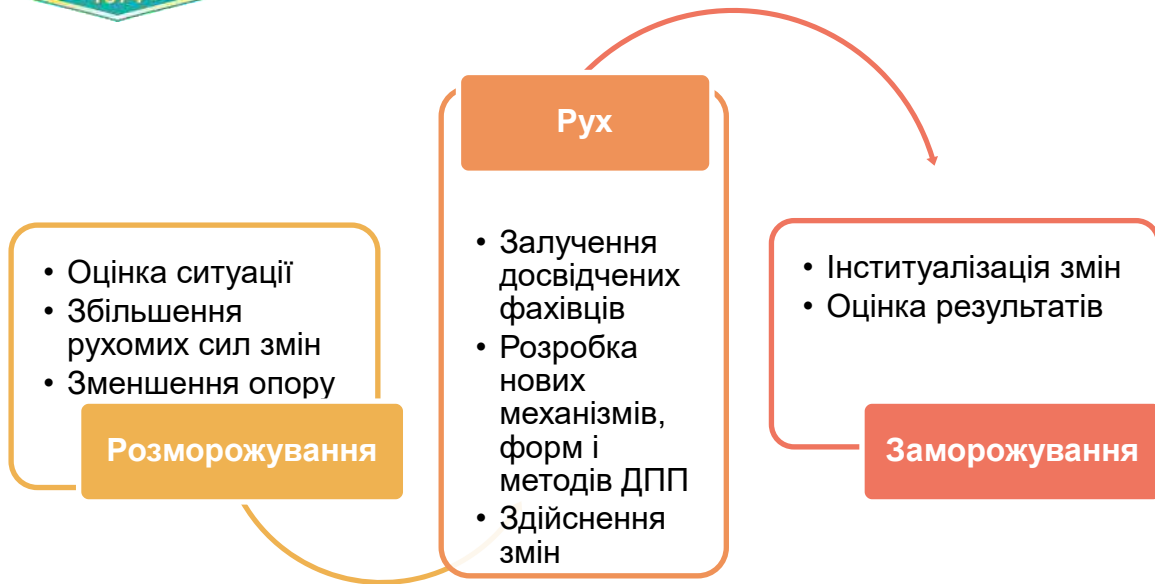 • Оцінка ситуації
• Збільшення
рухомих сил змін
• Зменшення опору
Розморожування
Рух
• Залучення
досвідчених
фахівців
• Розробка
нових
механізмів,
форм і
методів ДПП
• Здійснення
змін
• Інституалізація змін
• Оцінка результатів
Заморожування